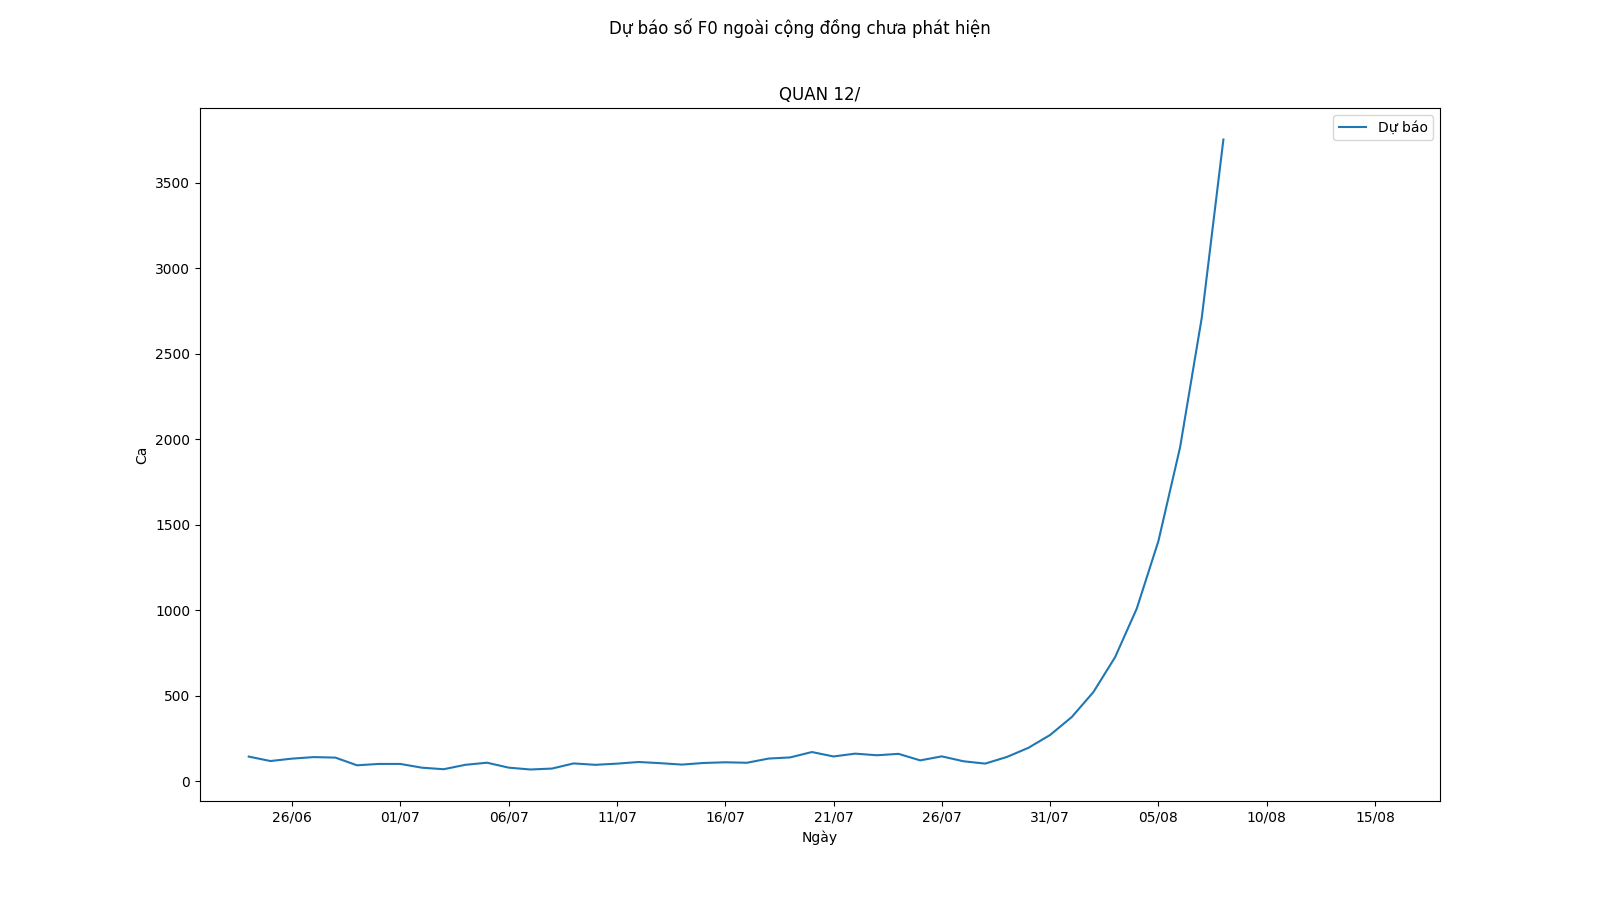 Dự báo số F0 ngoài cộng đồng chưa phát hiện
QUAN 12/
Dự báo
3500
3000
2500
2000
1500
1000
500
0
Ca
26/06 01/07 06/07 11/07 16/07 21/07 26/07 31/07 05/08 10/08 15/08
Ngày